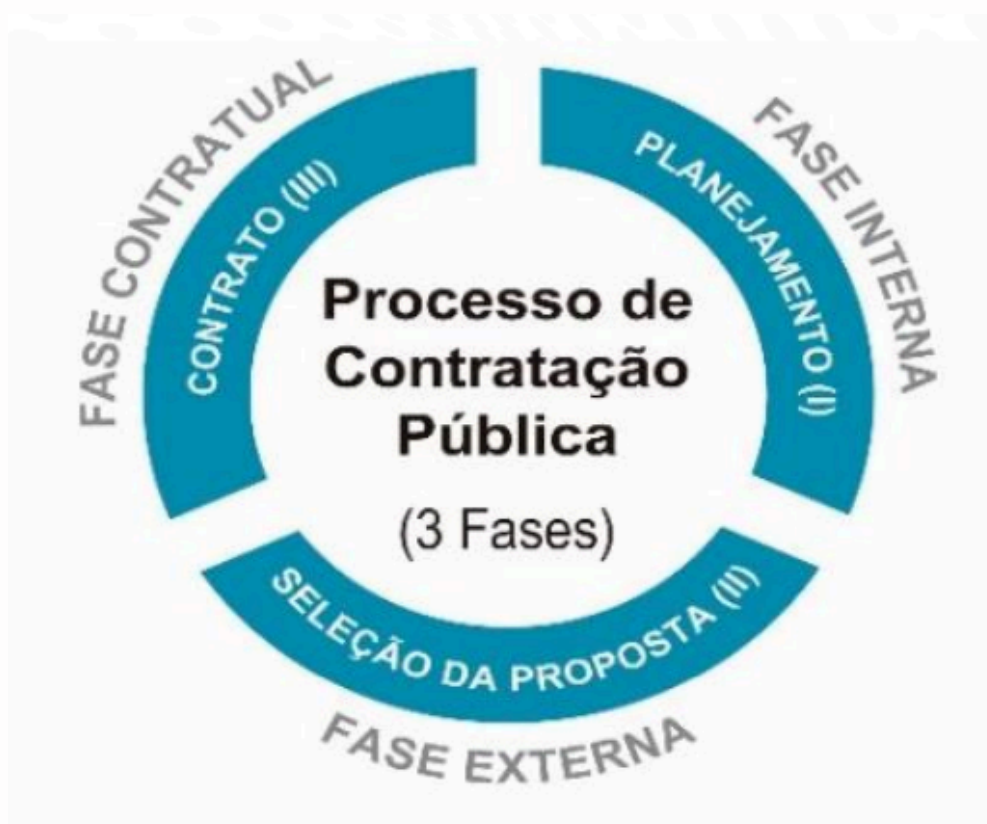 Processo de
Contratação
Pública
(3 Fases)
FASE INTERNA
PLANEJAMENTO (I)
FASE EXTERNA
SELEÇÃO DA PROPOSTA (II)
FASE CONTRATUAL
CONTRATO (III)